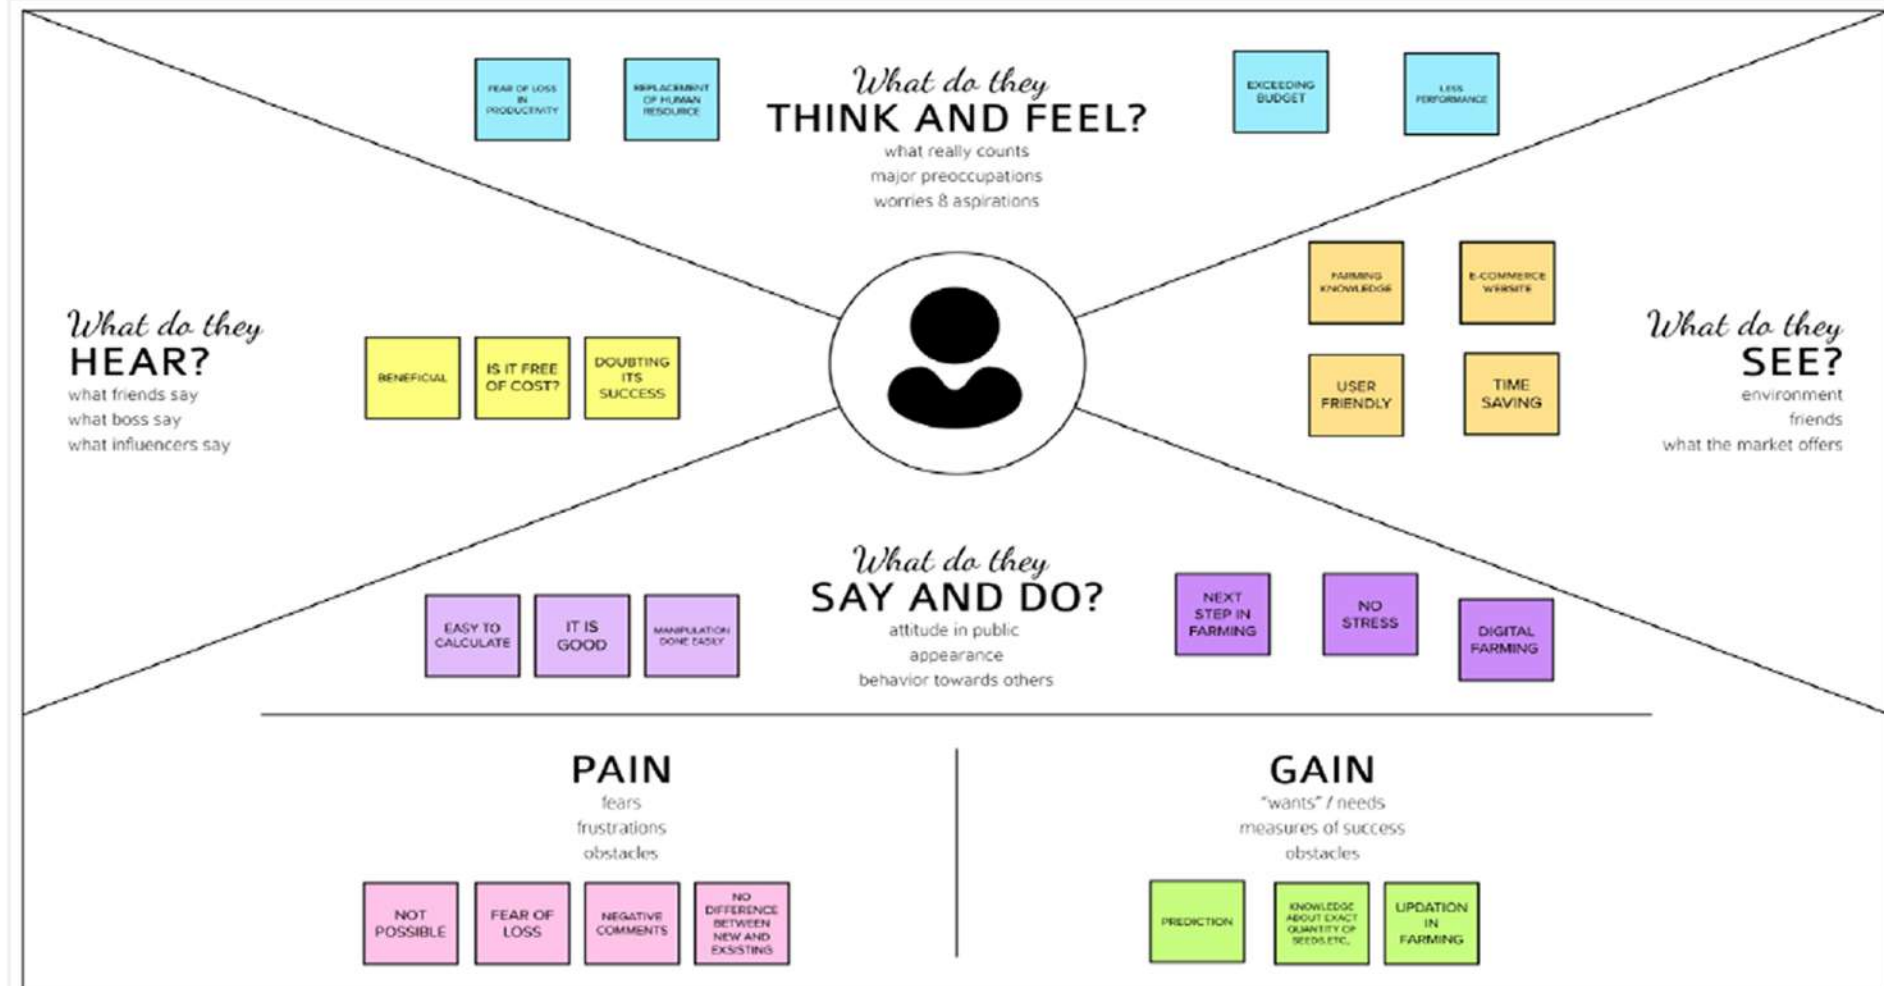 What do they
THINK AND FEEL?
what really counts
major preoccupations
worries & aspirations
FEAR OF LOSS
IN
PRODUCTIVITY
REPLACEMENT
OF HUMAN
RESOURCE
EXCEEDING
BUDGET
LESS
PERFORMANCE
What do they
HEAR?
what friends say
what boss say
what influencers say
BENEFICIAL
IS IT FREE
OF COST?
DOUBTING
ITS
SUCCESS
FARMING
KNOWLEDGE
E-COMMERCE
WEBSITE
USER
FRIENDLY
TIME
SAVING
What do they
SEE?
environment
friends
what the market offers
What do they
SAY AND DO?
attitude in public
appearance
behavior towards others
EASY TO
CALCULATE
IT IS
GOOD
MANIPULATION
DONE EASILY
NEXT
STEP IN
FARMING
NO
STRESS
DIGITAL
FARMING
PAIN
fears
frustrations
obstacles
NOT
POSSIBLE
FEAR OF
LOSS
NEGATIVE
COMMENTS
NO
DIFFERENCE
BETWEEN
NEW AND
EXSISTING
GAIN
"wants" / needs
measures of success
obstacles
PREDICTION
KNOWLEDGE
ABOUT EXACT
QUANTITY OF
SEEDS,ETC,
UPDATION
IN
FARMING